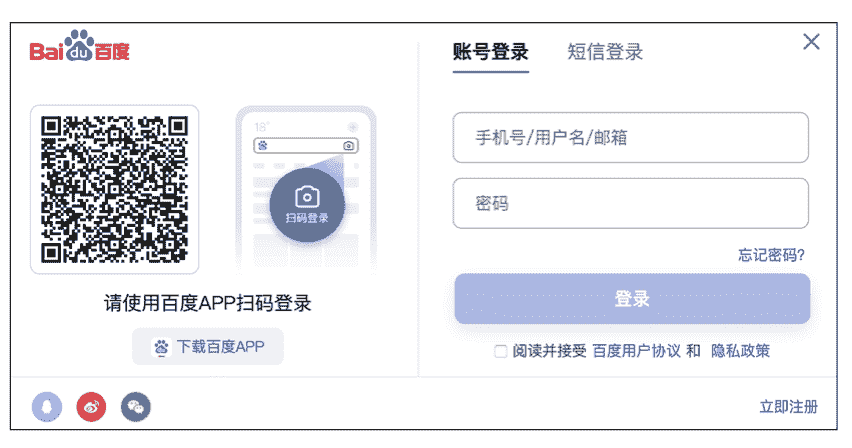 Bai du 百度
18°
扫码登录
请使用百度APP扫码登录
下载百度APP
账号登录 短信登录
手机号/用户名/邮箱
密码
忘记密码?
登录
阅读并接受 百度用户协议 和 隐私政策
立即注册